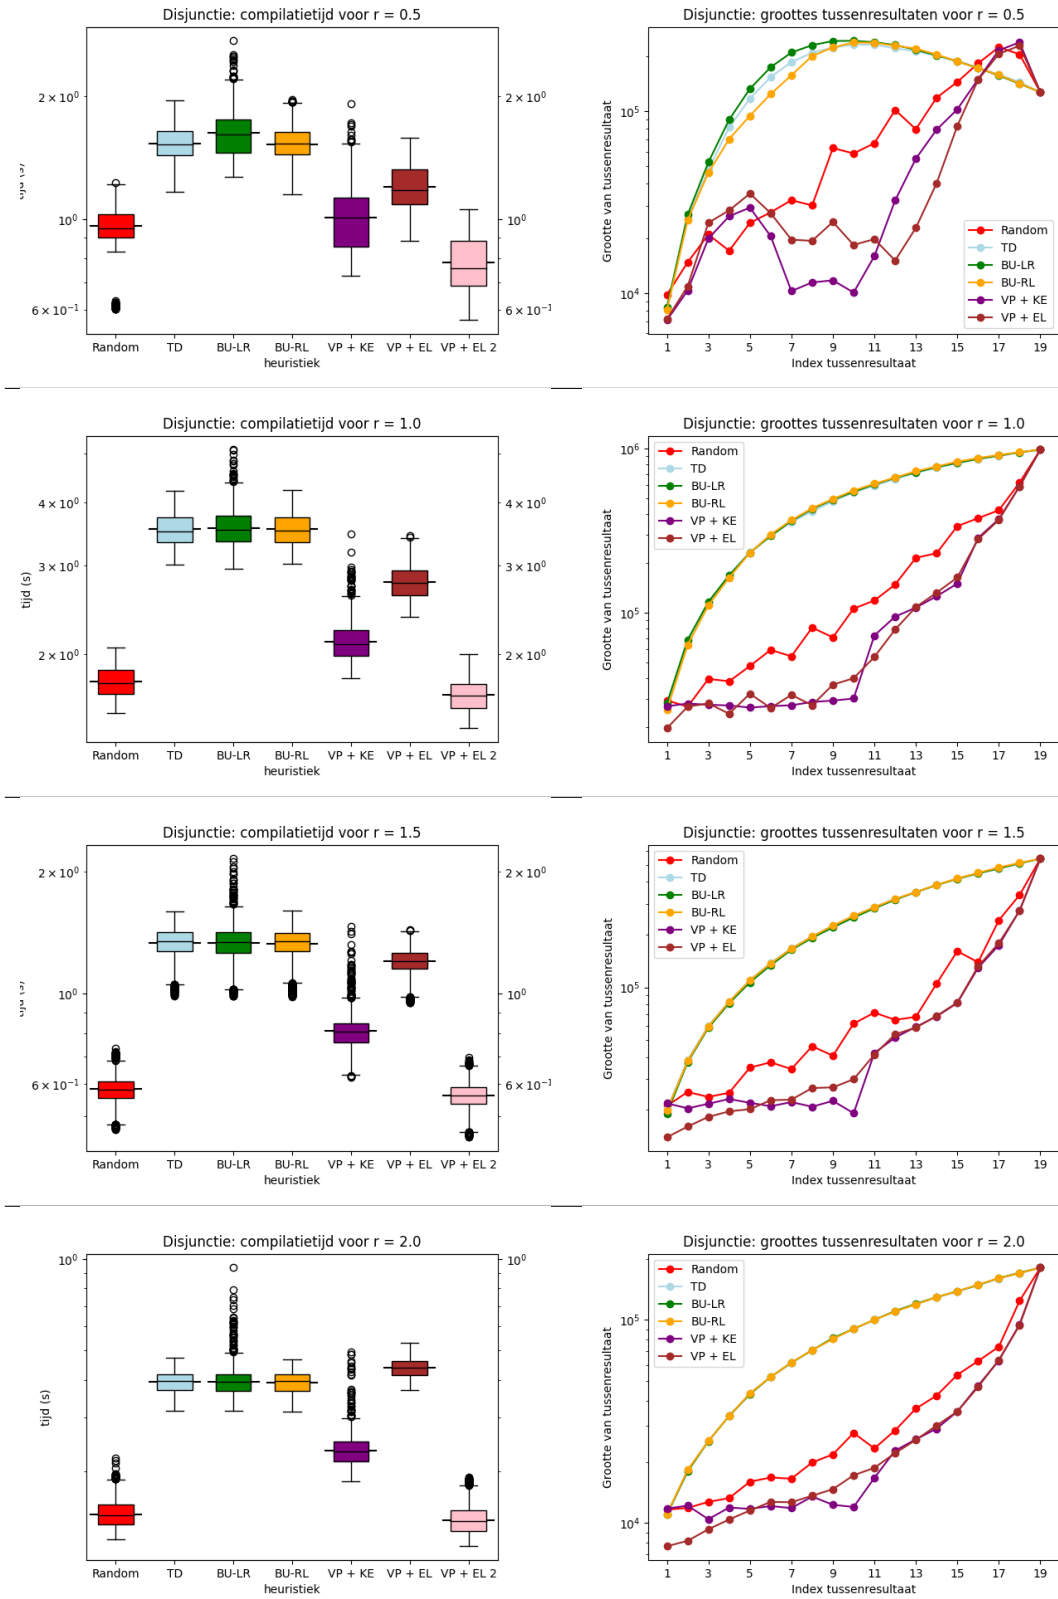 Disjunctie: compilatietijd voor r = 0.5
2 × 10⁰
10⁰
6 × 10⁻¹
2 × 10⁰
10⁰
6 × 10⁻¹
tijd (s)
Random TD BU-LR BU-RL VP + KE VP + EL VP + EL 2
heuristiek
Disjunctie: groottes tussenresultaten voor r = 0.5
Grootte van tussenresultaat
10⁵
10⁴
Random
TD
BU-LR
BU-RL
VP + KE
VP + EL
1 3 5 7 9 11 13 15 17 19
Index tussenresultaat
Disjunctie: compilatietijd voor r = 1.0
4 × 10⁰
3 × 10⁰
2 × 10⁰
4 × 10⁰
3 × 10⁰
2 × 10⁰
tijd (s)
Random TD BU-LR BU-RL VP + KE VP + EL VP + EL 2
heuristiek
Disjunctie: groottes tussenresultaten voor r = 1.0
Grootte van tussenresultaat
10⁶
10⁵
Random
TD
BU-LR
BU-RL
VP + KE
VP + EL
1 3 5 7 9 11 13 15 17 19
Index tussenresultaat
Disjunctie: compilatietijd voor r = 1.5
2 × 10⁰
10⁰
6 × 10⁻¹
2 × 10⁰
10⁰
6 × 10⁻¹
tijd (s)
Random TD BU-LR BU-RL VP + KE VP + EL VP + EL 2
heuristiek
Disjunctie: groottes tussenresultaten voor r = 1.5
Grootte van tussenresultaat
10⁵
Random
TD
BU-LR
BU-RL
VP + KE
VP + EL
1 3 5 7 9 11 13 15 17 19
Index tussenresultaat
Disjunctie: compilatietijd voor r = 2.0
10⁰
10⁰
tijd (s)
Random TD BU-LR BU-RL VP + KE VP + EL VP + EL 2
heuristiek
Disjunctie: groottes tussenresultaten voor r = 2.0
Grootte van tussenresultaat
10⁵
10⁴
Random
TD
BU-LR
BU-RL
VP + KE
VP + EL
1 3 5 7 9 11 13 15 17 19
Index tussenresultaat